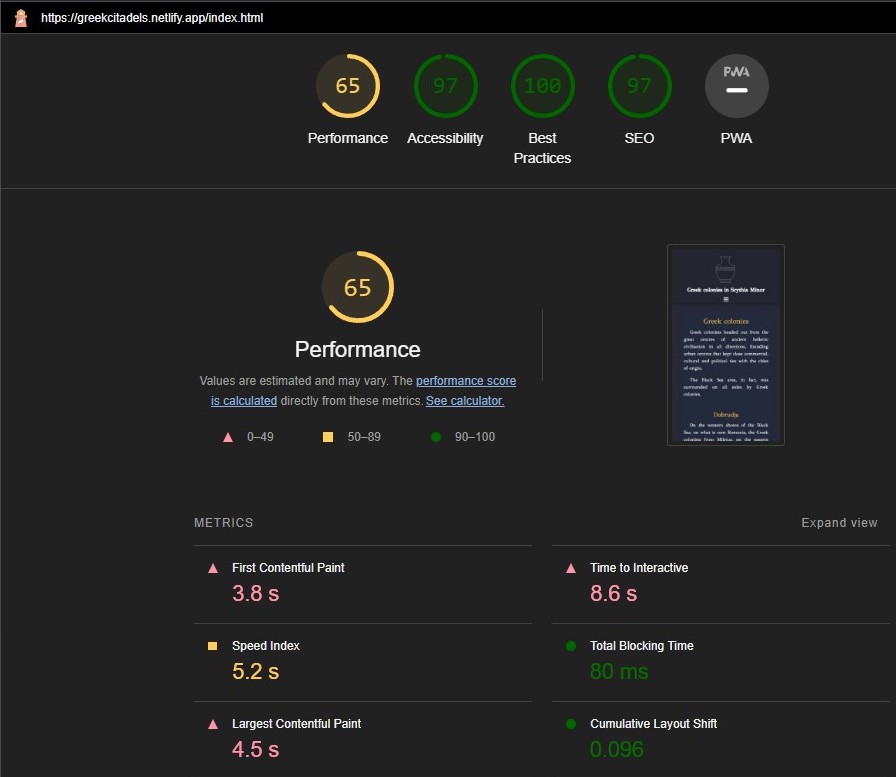 https://greekcitadels.netlify.app/index.html
65
97
100
97
PWA
Performance
Accessibility
Best
Practices
SEO
PWA
65
Performance
Values are estimated and may vary. The performance score
is calculated directly from these metrics. See calculator.
0–49
50–89
90–100
Greek colonies in Scythia Minor
Greek colonies
Greek colonies headed out from the
great centres of ancient hellenic
civilisation in all directions, founding
urban centres that kept close commercial,
cultural and political ties with the cities
of origin.
The Black Sea area, in fact, was
surrounded on all sides by Greek
colonies.
Dobrudja
On the western shores of the Black
Sea, on what is now Romania, the Greek
colonists from Miletus, on the western
METRICS
Expand view
First Contentful Paint
3.8 s
Time to Interactive
8.6 s
Speed Index
5.2 s
Total Blocking Time
80 ms
Largest Contentful Paint
4.5 s
Cumulative Layout Shift
0.096